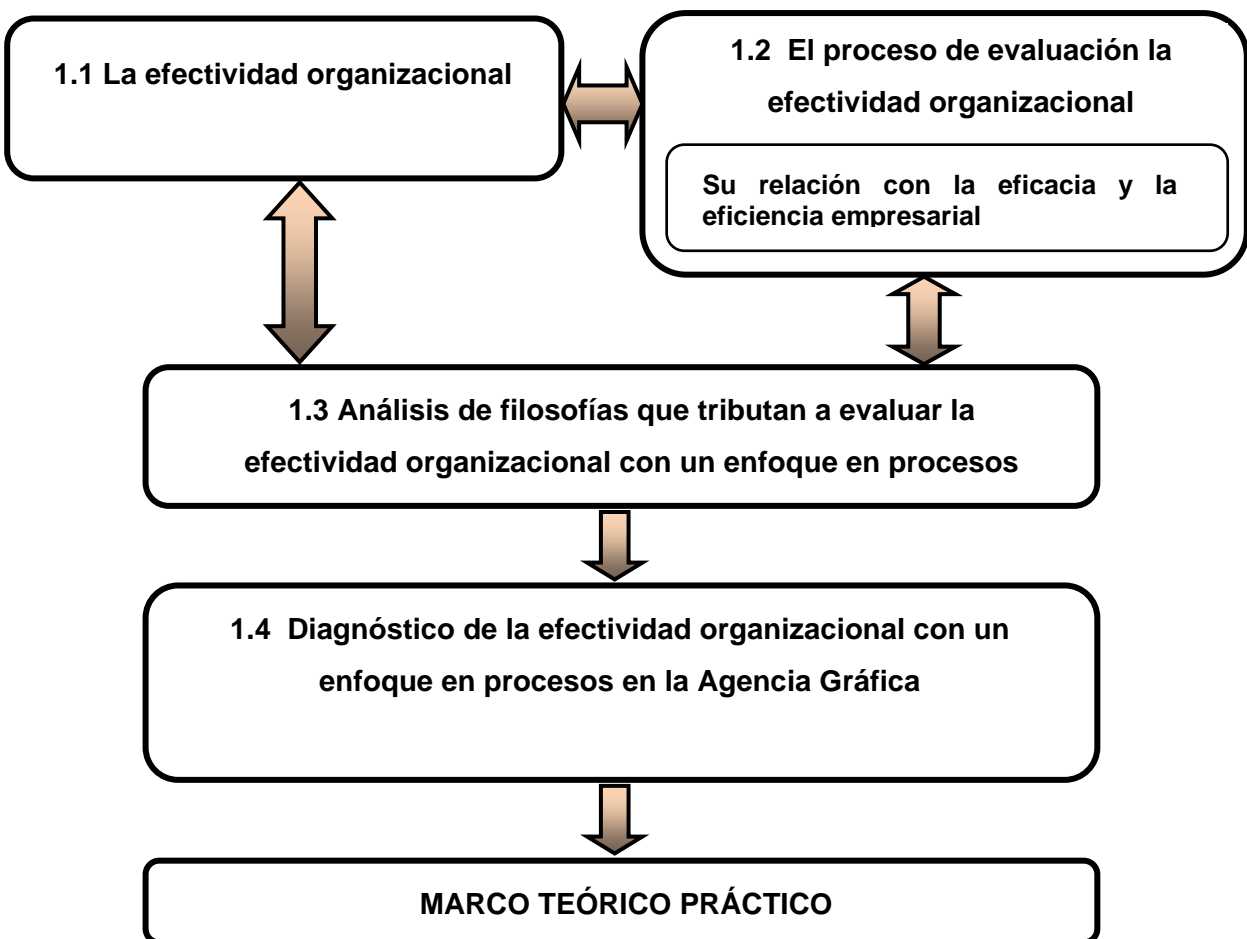 1.1 La efectividad organizacional
1.2 El proceso de evaluación la
efectividad organizacional
Su relación con la eficacia y la
eficiencia empresarial
1.3 Análisis de filosofías que tributan a evaluar la
efectividad organizacional con un enfoque en procesos
1.4 Diagnóstico de la efectividad organizacional con un
enfoque en procesos en la Agencia Gráfica
MARCO TEÓRICO PRÁCTICO